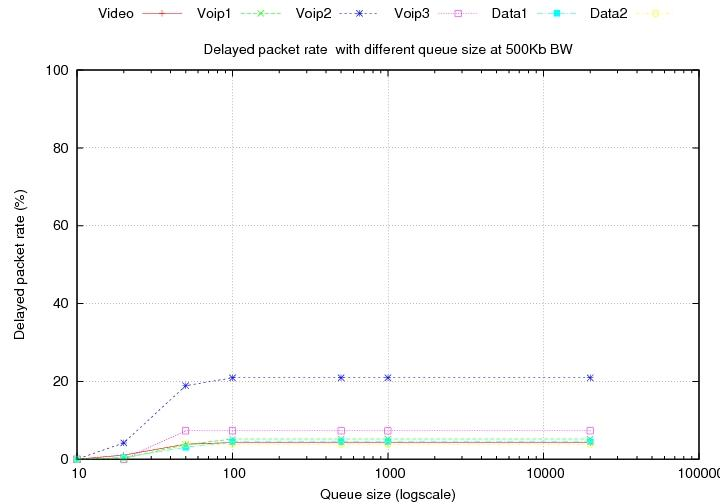 Video Voip1 Voip2 Voip3 Data1 Data2
Delayed packet rate  with different queue size at 500Kb BW
100
80
60
40
20
0
Delayed packet rate (%)
10 100 1000 10000 100000
Queue size (logscale)